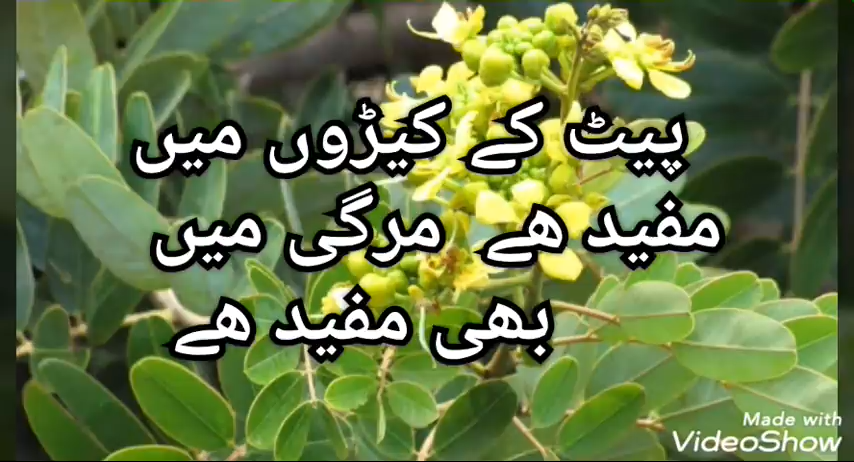 پیٹ کے کیڑوں میں
مفید ھے مرگی میں
بھی مفید ھے
Made with
VideoShow